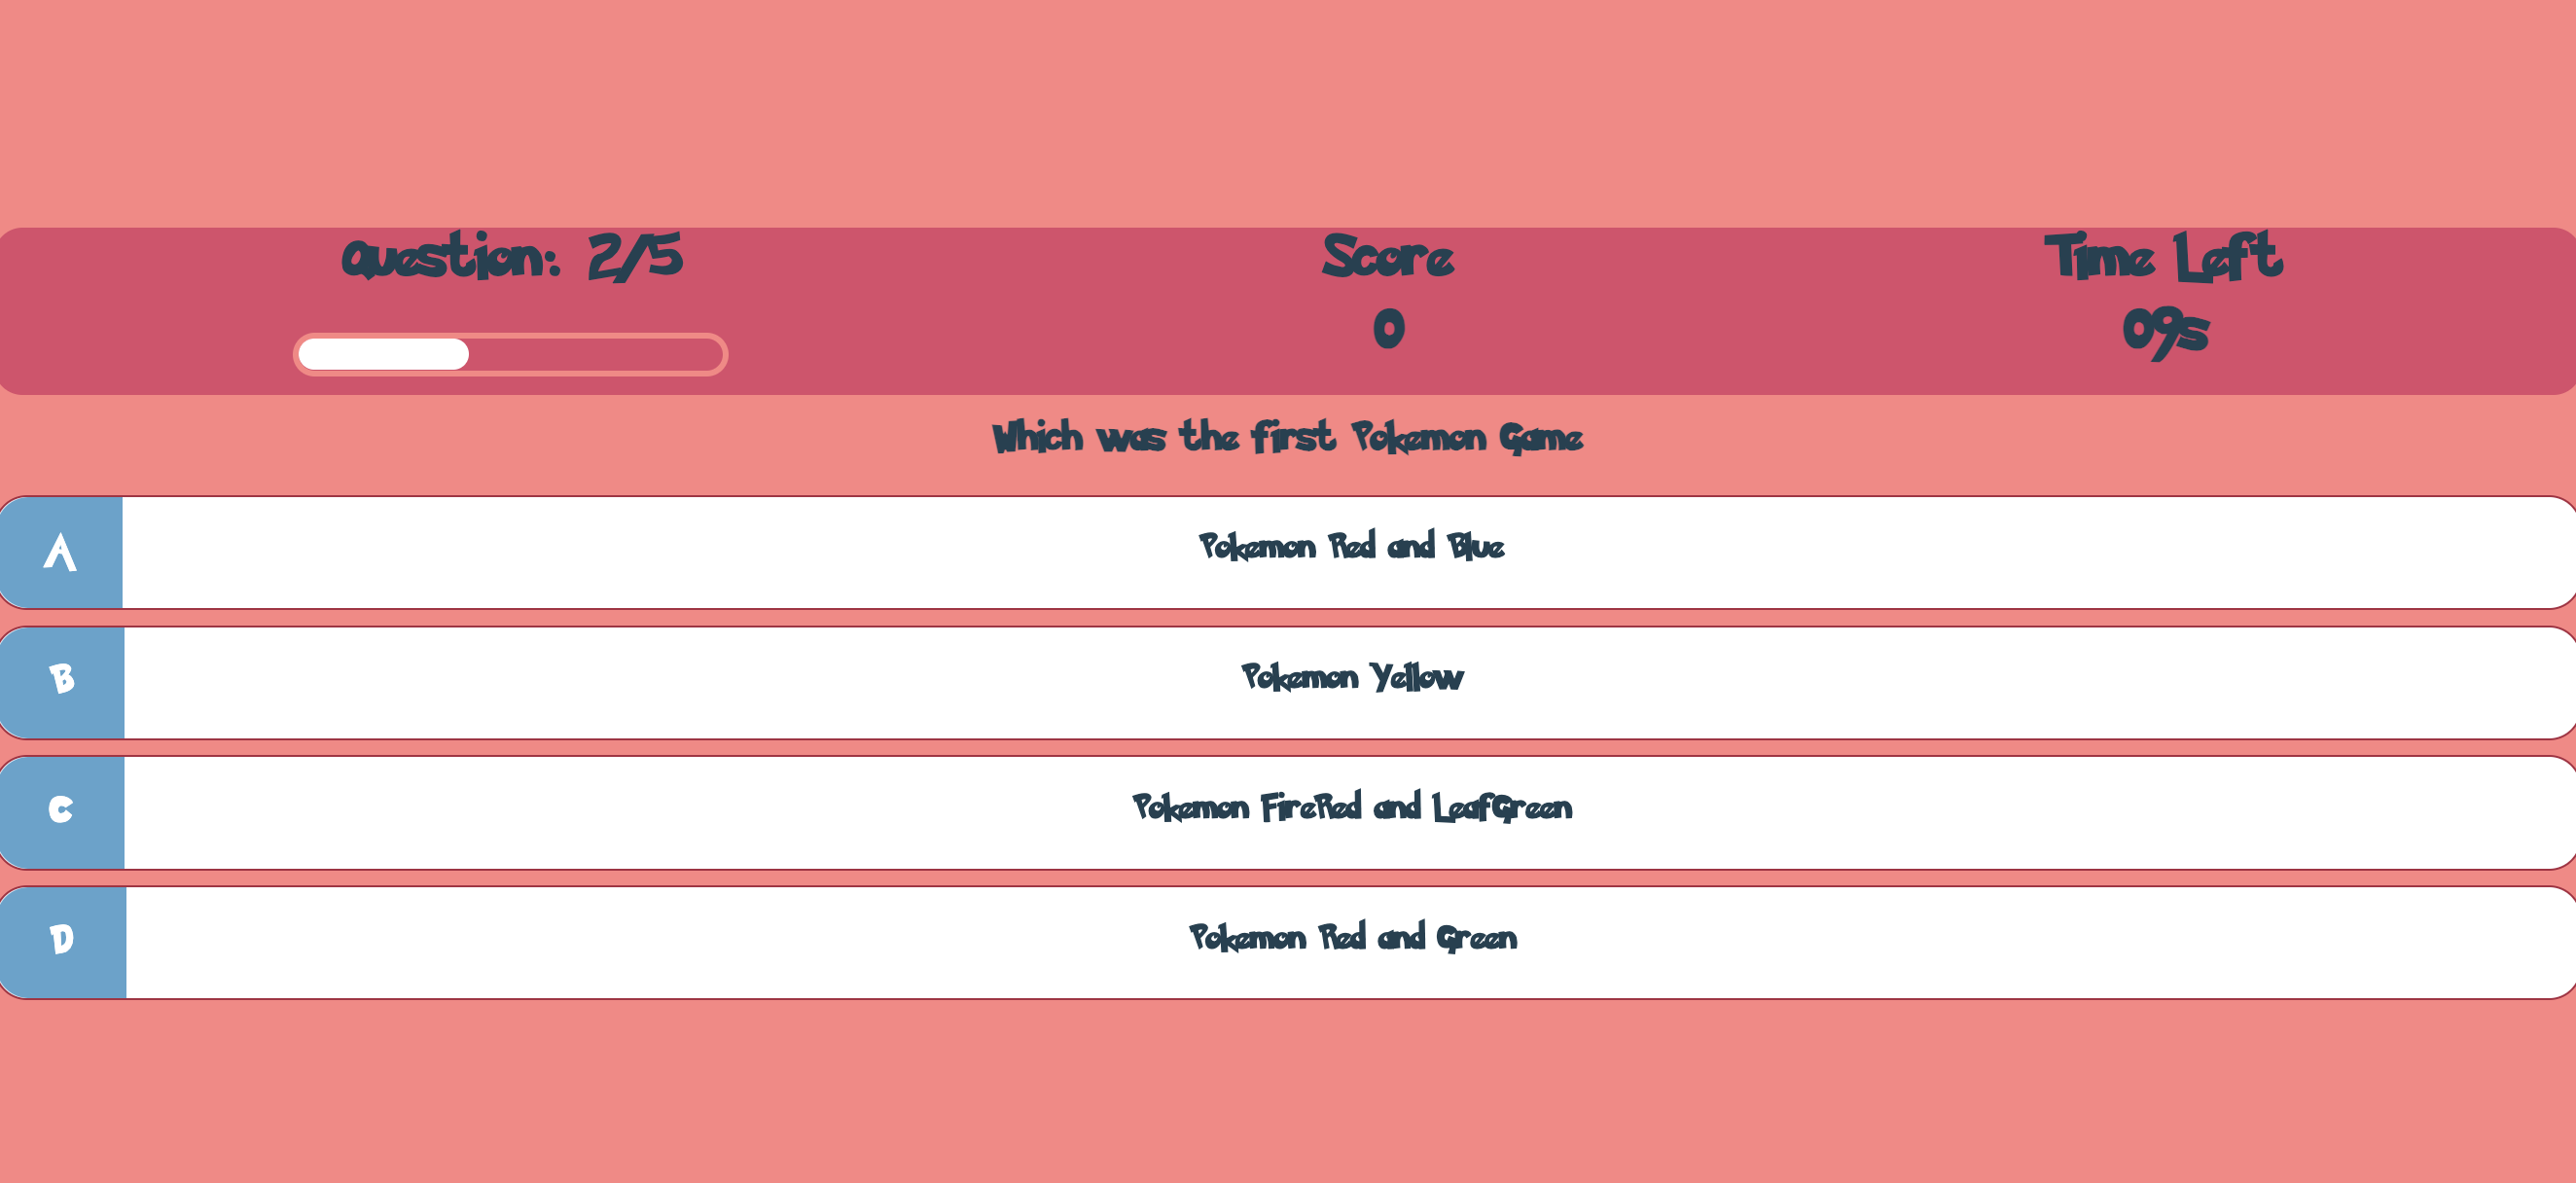 Question: 2/5
Score
0
Time Left
09s
Which was the first Pokemon Game
A
Pokemon Red and Blue
B
Pokemon Yellow
C
Pokemon FireRed and LeafGreen
D
Pokemon Red and Green